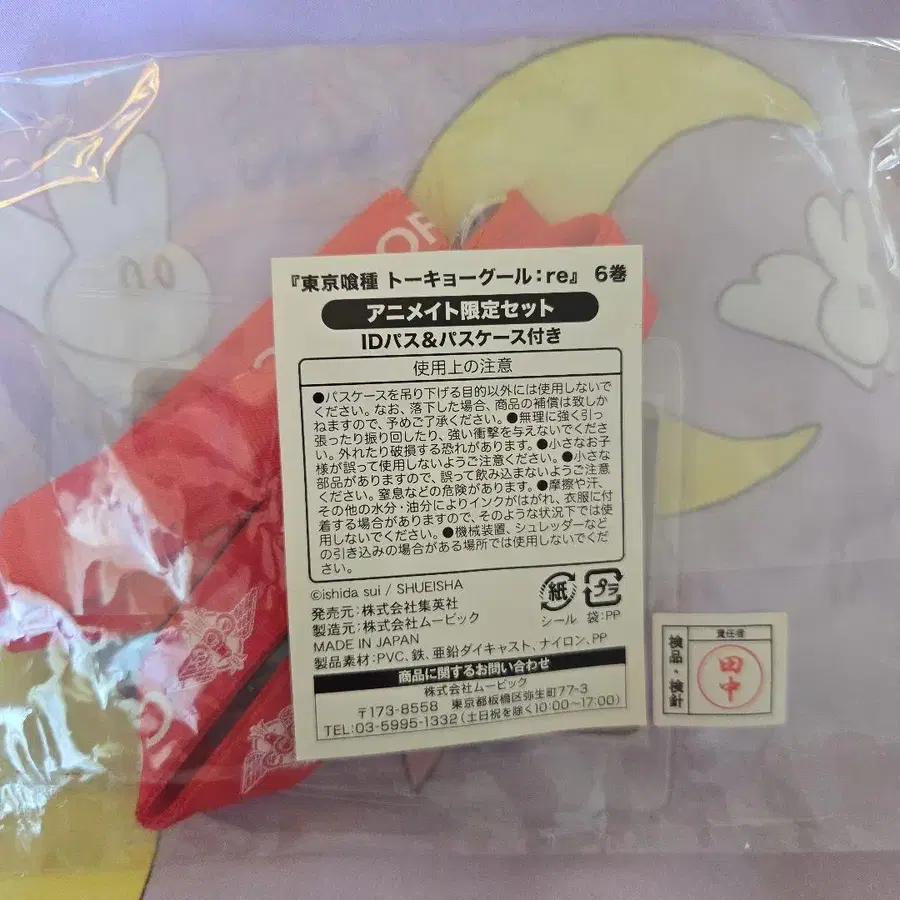 OF
『東京喰種 トーキョーグール:re』 6巻
アニメイト限定セット
IDパス&パスケース付き
使用上の注意
●パスケースを吊り下げる目的以外には使用しないで
ください。なお、落下した場合、商品の補償は致しか
ねますので、予めご了承ください。●無理に強く引っ
張ったり振り回したり、強い衝撃を与えないでくださ
い。外れたり破損する恐れがあります。●小さなお子
様が誤って使用しないようご注意ください。●小さな
部品がありますので、誤って飲み込まないようご注意
ください。窒息などの危険があります。●摩擦や汗、
その他の水分・油分によりインクがはがれ、衣服に付
着する場合がありますので、そのような状況下では使
用しないでください。●機械装置、シュレッダーなど
の引き込みの場合がある場所では使用しないでくだ
さい。
©ishida sui / SHUEISHA
発売元:株式会社集英社
製造元:株式会社ムービック
MADE IN JAPAN
紙 プラ
シール 袋:PP
製品素材:PVC、鉄、亜鉛ダイキャスト、ナイロン、PP
商品に関するお問い合わせ
株式会社ムービック
〒173-8558 東京都板橋区弥生町77-3
TEL:03-5995-1332(土日祝を除く10:00~17:00)
検品・検針
責任者
田中